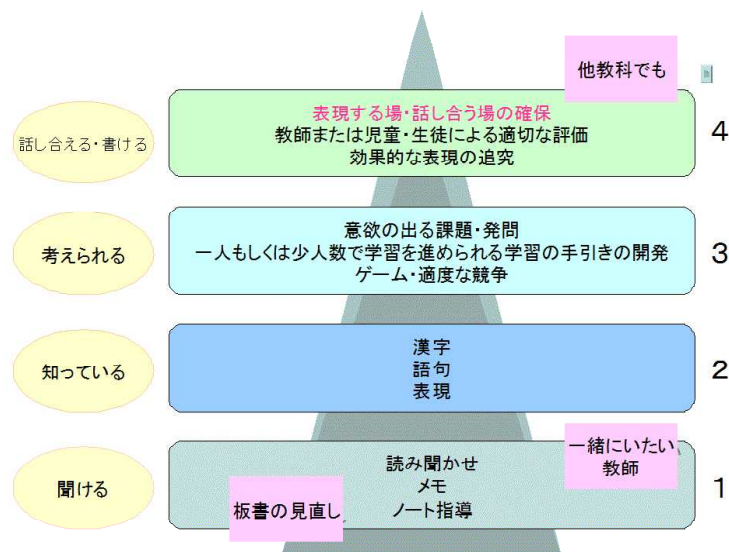 他教科でも
話し合える・書ける
表現する場・話し合う場の確保
教師または児童・生徒による適切な評価
効果的な表現の追究
4
考えられる
意欲の出る課題・発問
一人もしくは少人数で学習を進められる学習の手引きの開発
ゲーム・適度な競争
3
知っている
漢字
語句
表現
2
聞ける
読み聞かせ
メモ
ノート指導
一緒にいたい
教師
板書の見直し
1